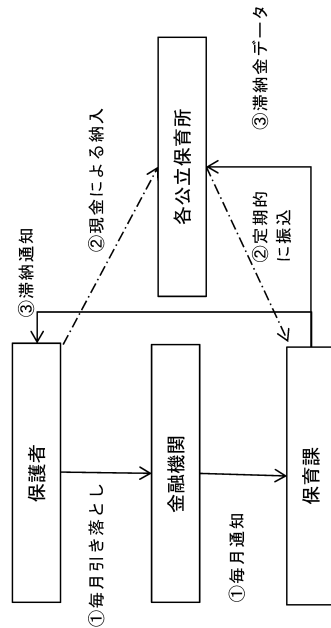 保護者
③滞納通知
①毎月引き落とし
②現金による納入
金融機関
各公立保育所
①毎月通知
②定期的
に振込
③滞納金データ
保育課